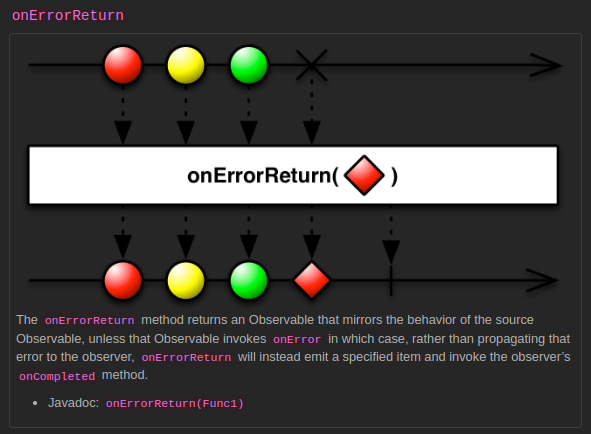 onErrorReturn
onErrorReturn( )
The onErrorReturn method returns an Observable that mirrors the behavior of the source
Observable, unless that Observable invokes onError in which case, rather than propagating that
error to the observer, onErrorReturn will instead emit a specified item and invoke the observer’s
onCompleted method.
• Javadoc: onErrorReturn(Func1)